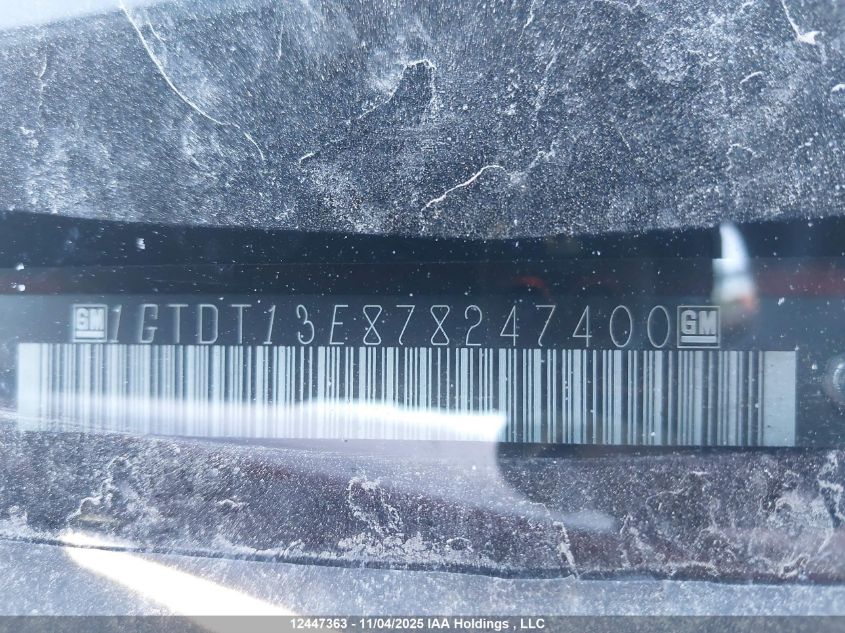 GM 1GTDT13E878247400 GM
12447363 - 11/04/2025 IAA Holdings , LLC